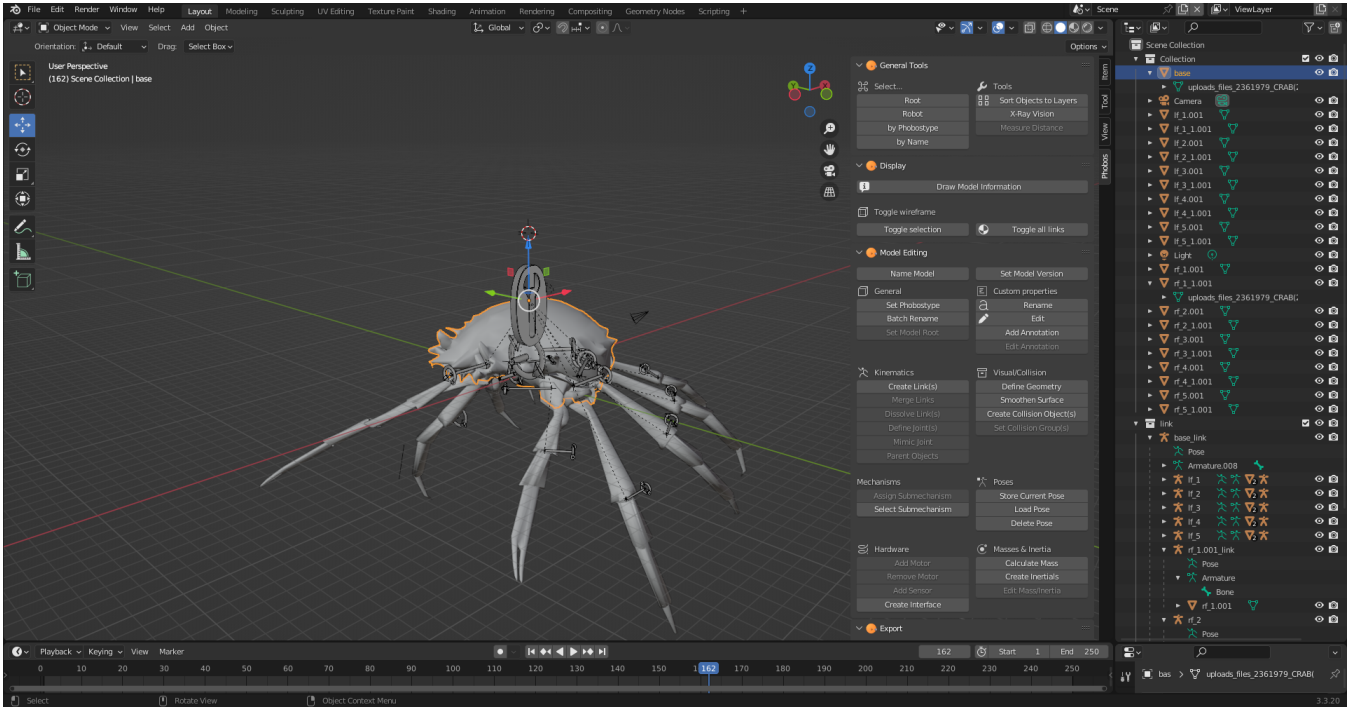 File Edit Render Window Help Layout Modeling Sculpting UV Editing Texture Paint Shading Animation Rendering Compositing Geometry Nodes Scripting + Scene ViewLayer
Object Mode View Select Add Object Global
Orientation: Default Drag: Select Box Options
User Perspective
(162) Scene Collection | base
Z
Y
X
General Tools
Select...
Tools
Root
Sort Objects to Layers
Robot
X-Ray Vision
by Phobostype
Measure Distance
by Name
Display
Draw Model Information
Toggle wireframe
Toggle selection
Toggle all links
Model Editing
Name Model
Set Model Version
General
Custom properties
Set Phobostype
Rename
Batch Rename
Edit
Set Model Root
Add Annotation
Edit Annotation
Kinematics
Visual/Collision
Create Link(s)
Define Geometry
Merge Links
Smoothen Surface
Dissolve Link(s)
Create Collision Object(s)
Define Joint(s)
Set Collision Group(s)
Mimic Joint
Parent Objects
Mechanisms
Poses
Assign Submechanism
Store Current Pose
Select Submechanism
Load Pose
Delete Pose
Hardware
Masses & Inertia
Add Motor
Calculate Mass
Remove Motor
Create Inertials
Add Sensor
Edit Mass/Inertia
Create Interface
Export
Item
Tool
View
Phobos
Scene Collection
Collection
base
uploads_files_2361979_CRAB(
Camera
lf_1.001
lf_1_1.001
lf_2.001
lf_2_1.001
lf_3.001
lf_3_1.001
lf_4.001
lf_4_1.001
lf_5.001
lf_5_1.001
Light
rf_1.001
rf_1_1.001
uploads_files_2361979_CRAB(
rf_2.001
rf_2_1.001
rf_3.001
rf_3_1.001
rf_4.001
rf_4_1.001
rf_5.001
rf_5_1.001
link
base_link
Pose
Armature.008
lf_1 2
lf_2 2
lf_3 2
lf_4 2
lf_5 2
rf_1.001_link
Pose
Armature
Bone
rf_1.001
rf_2
Pose
Playback Keying View Marker 162 Start 1 End 250
0 10 20 30 40 50 60 70 80 90 100 110 120 130 140 150 162 170 180 190 200 210 220 230 240 250
bas > uploads_files_2361979_CRAB(
Select Rotate View Object Context Menu 3.3.20